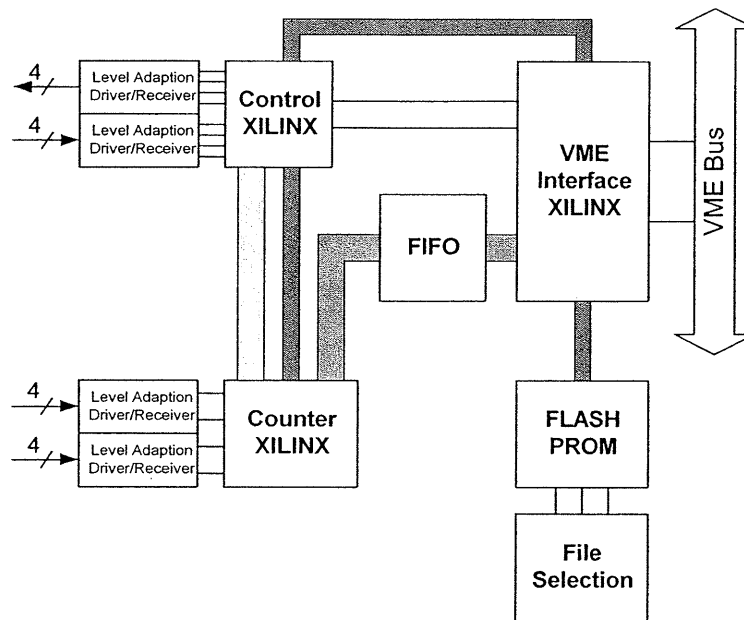 4
Level Adaption
Driver/Receiver
4
Level Adaption
Driver/Receiver
Control
XILINX
VME
Interface
XILINX
VME Bus
FIFO
4
Level Adaption
Driver/Receiver
4
Level Adaption
Driver/Receiver
Counter
XILINX
FLASH
PROM
File
Selection